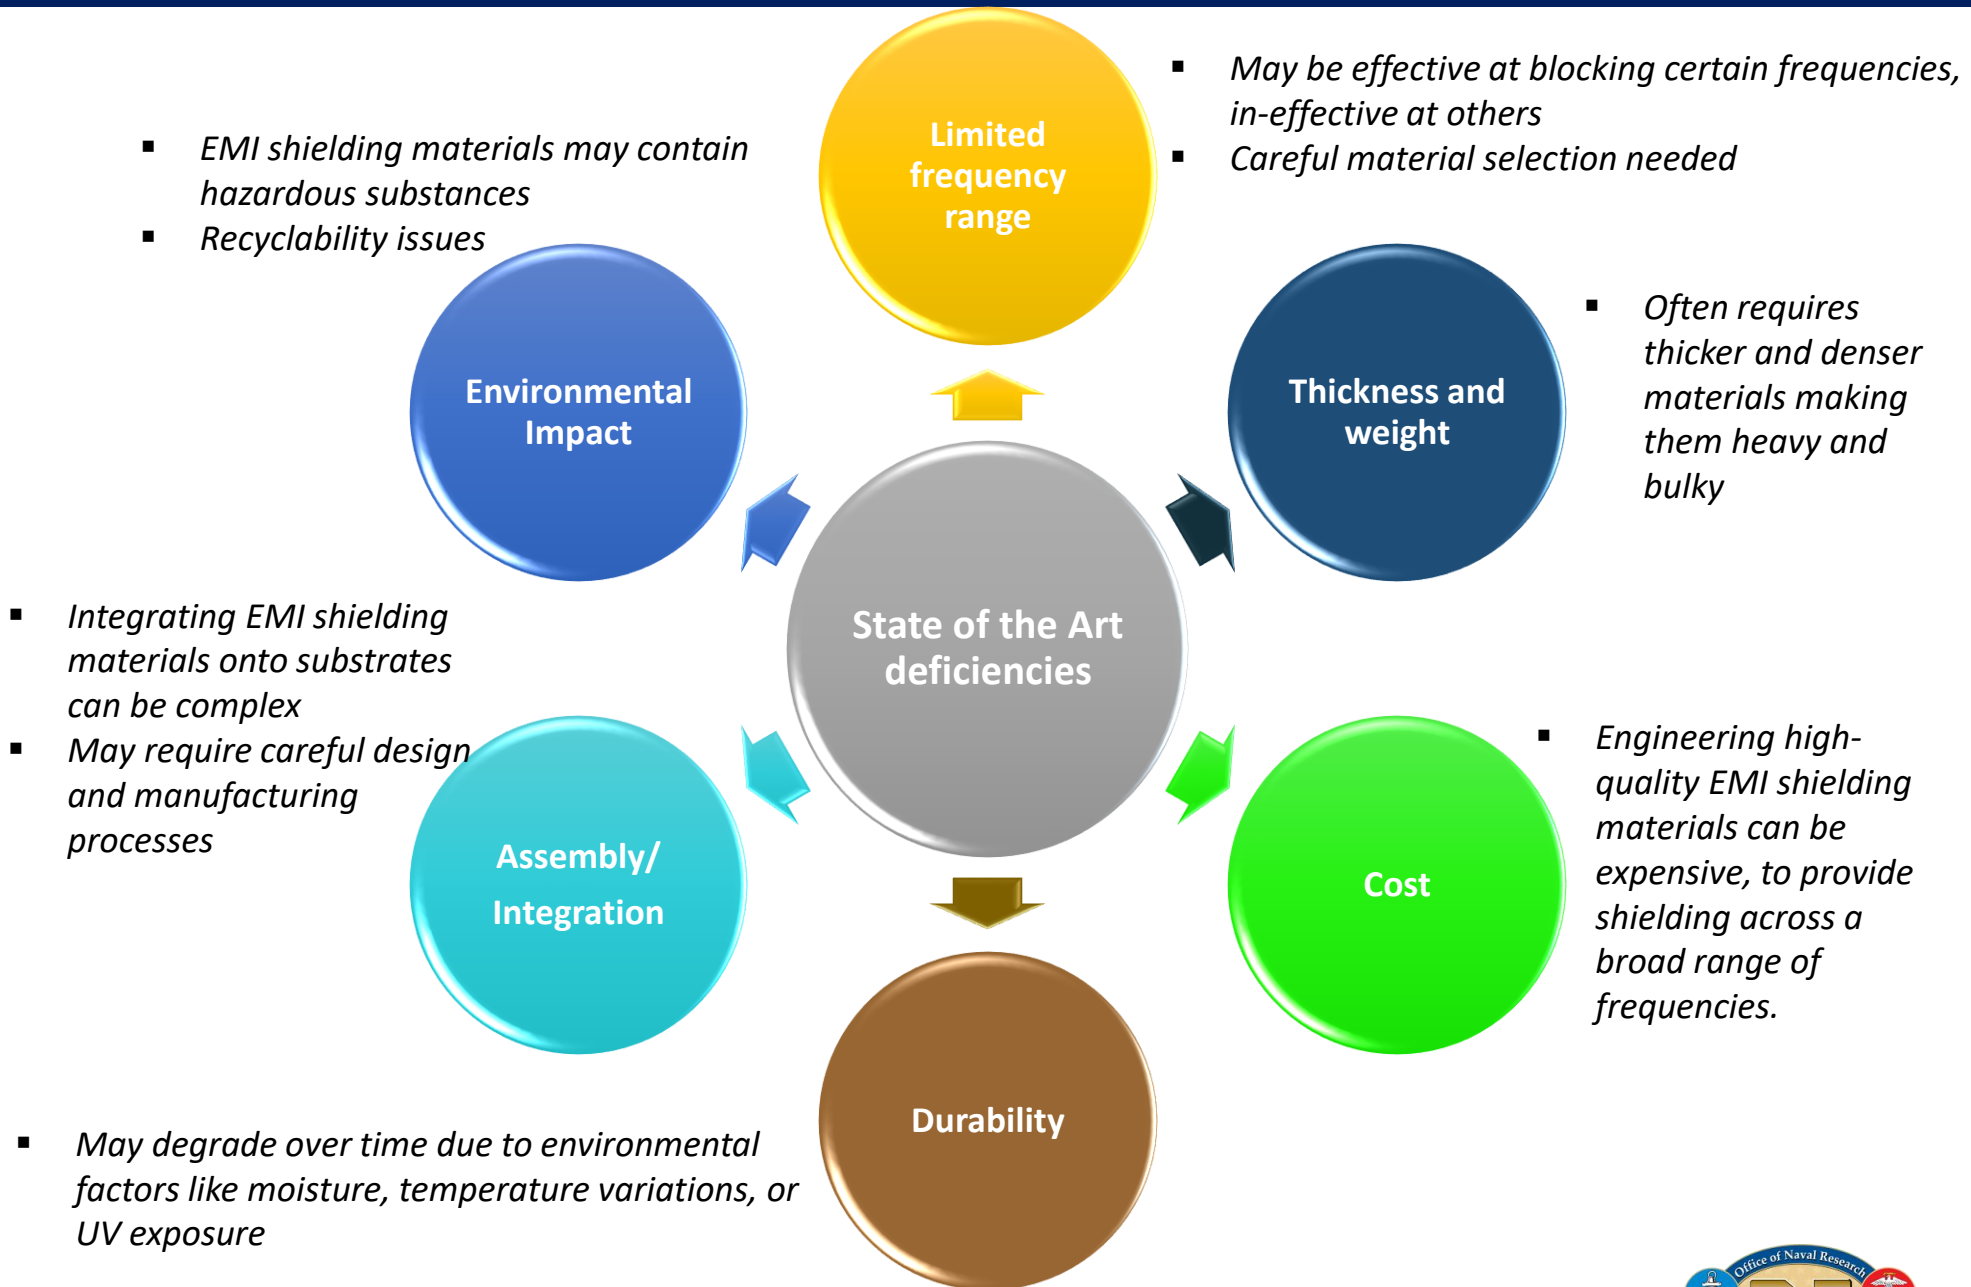 Limited
frequency
range
▪ May be effective at blocking certain frequencies,
in-effective at others
▪ Careful material selection needed
▪ EMI shielding materials may contain
hazardous substances
▪ Recyclability issues
Environmental
Impact
Thickness and
weight
▪ Often requires
thicker and denser
materials making
them heavy and
bulky
State of the Art
deficiencies
▪ Integrating EMI shielding
materials onto substrates
can be complex
▪ May require careful design
and manufacturing
processes
Assembly/
Integration
Cost
▪ Engineering high-
quality EMI shielding
materials can be
expensive, to provide
shielding across a
broad range of
frequencies.
Durability
▪ May degrade over time due to environmental
factors like moisture, temperature variations, or
UV exposure
Office of Naval Research